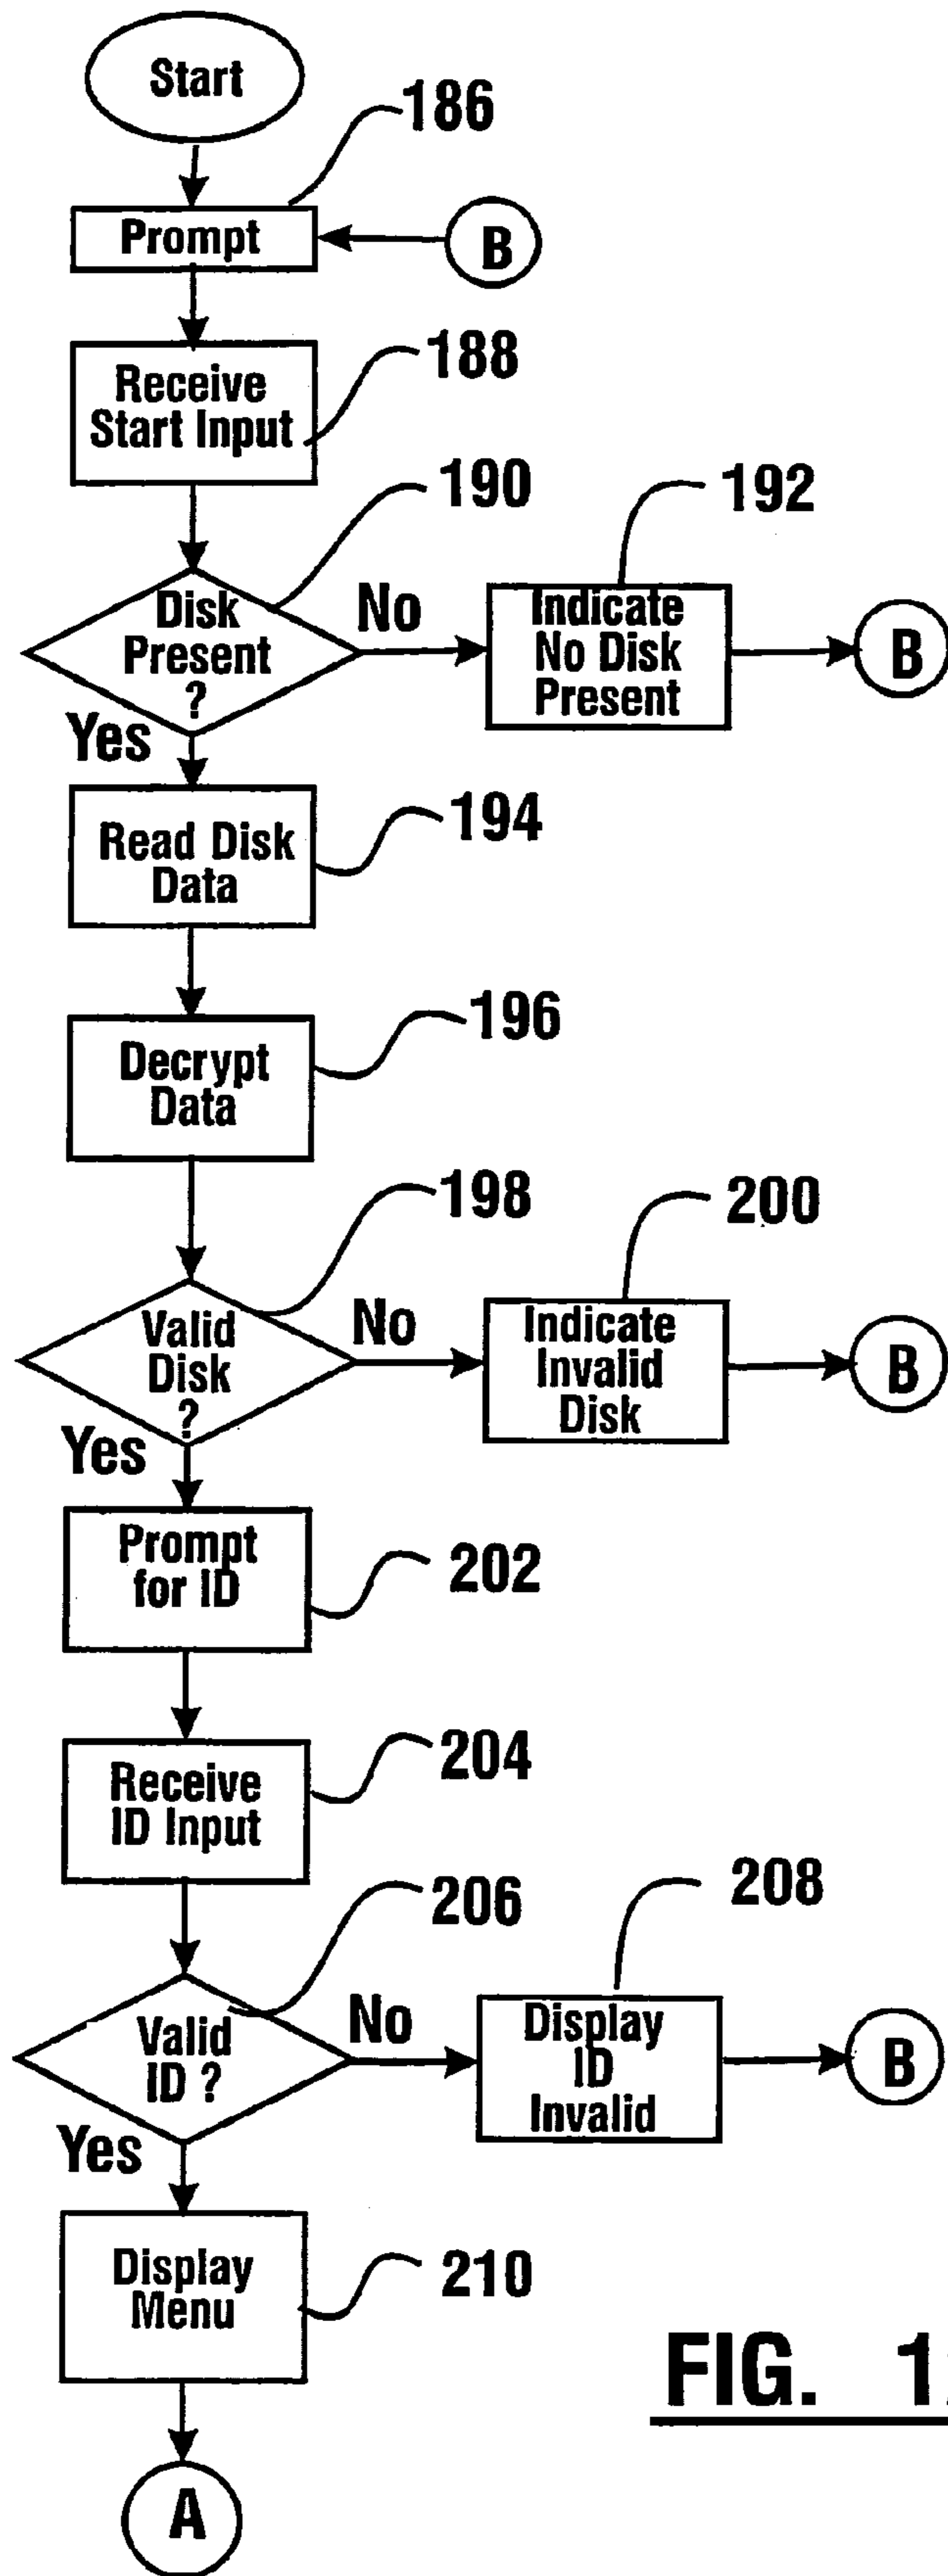 Start
186
Prompt
B
188
Receive
Start Input
190
192
Disk
Present
?
No
Indicate
No Disk
Present
B
Yes
194
Read Disk
Data
196
Decrypt
Data
198
200
Valid
Disk
?
No
Indicate
Invalid
Disk
B
Yes
Prompt
for ID
202
204
Receive
ID Input
206
208
Valid
ID ?
No
Display
ID
Invalid
B
Yes
Display
Menu
210
FIG. 1
A